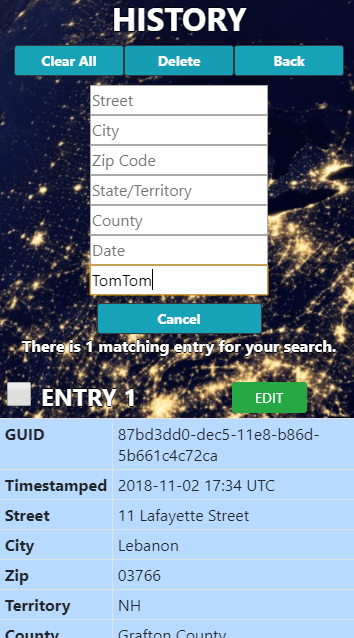 HISTORY
Clear All Delete Back
Street
City
Zip Code
State/Territory
County
Date
TomTom
Cancel
There is 1 matching entry for your search.
ENTRY 1 EDIT
GUID 87bd3dd0-dec5-11e8-b86d-
5b661c4c72ca
Timestamped 2018-11-02 17:34 UTC
Street 11 Lafayette Street
City Lebanon
Zip 03766
Territory NH
County Grafton County